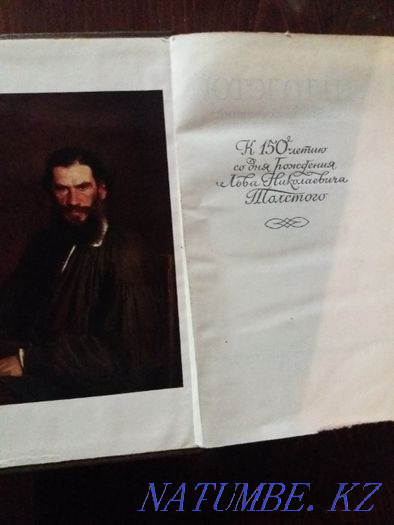 К 150-летию
со дня рождения
Льва Николаевича
Толстого
NATUMBE. KZ